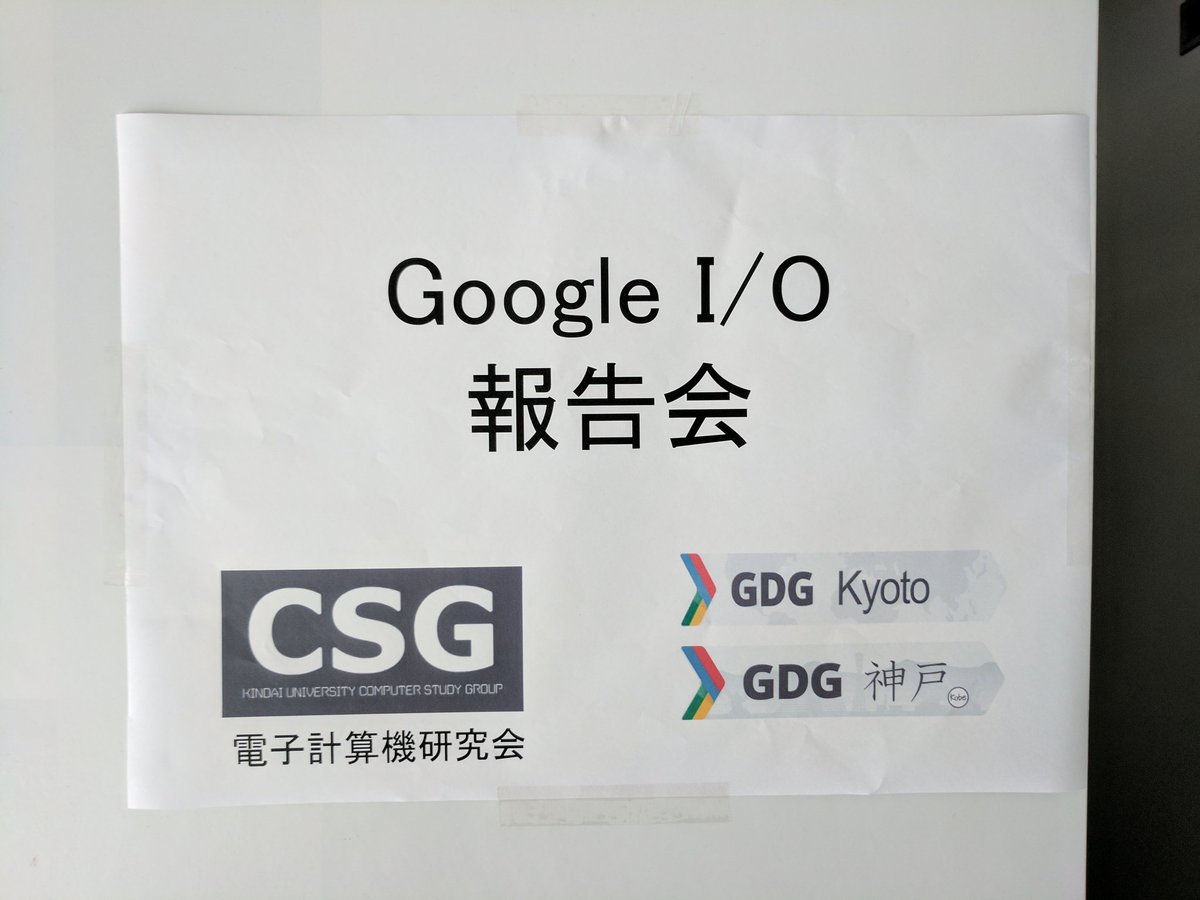 Google I/O
報告会
CSG
KINDAI UNIVERSITY COMPUTER STUDY GROUP
電子計算機研究会
GDG Kyoto
GDG 神戸
Kobe